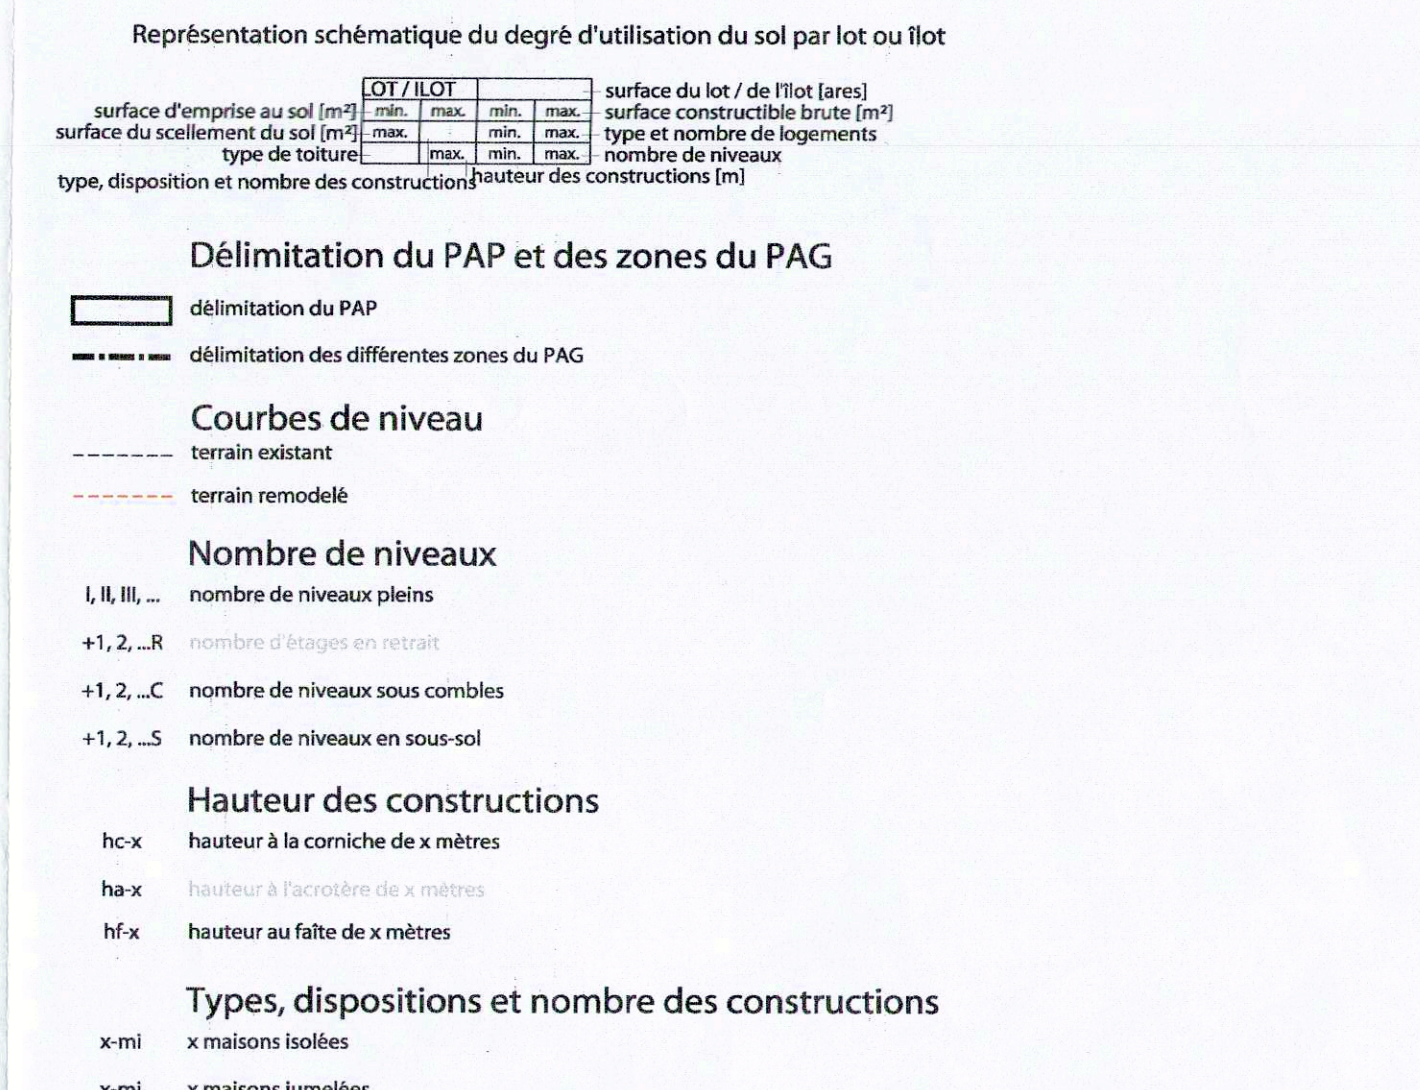 Représentation schématique du degré d'utilisation du sol par lot ou îlot
LOT / ILOT surface du lot / de l'îlot [ares]
surface d'emprise au sol [m²] min. max. min. max. surface constructible brute [m²]
surface du scellement du sol [m²] max. min. max. type et nombre de logements
type de toiture max. min. max. nombre de niveaux
type, disposition et nombre des constructions hauteur des constructions [m]
Délimitation du PAP et des zones du PAG
délimitation du PAP
délimitation des différentes zones du PAG
Courbes de niveau
terrain existant
terrain remodelé
Nombre de niveaux
I, II, III, ... nombre de niveaux pleins
+1, 2, ...R nombre d'étages en retrait
+1, 2, ...C nombre de niveaux sous combles
+1, 2, ...S nombre de niveaux en sous-sol
Hauteur des constructions
hc-x hauteur à la corniche de x mètres
ha-x hauteur à l'acrotère de x mètres
hf-x hauteur au faîte de x mètres
Types, dispositions et nombre des constructions
x-mi x maisons isolées
x-mj x maisons jumelées